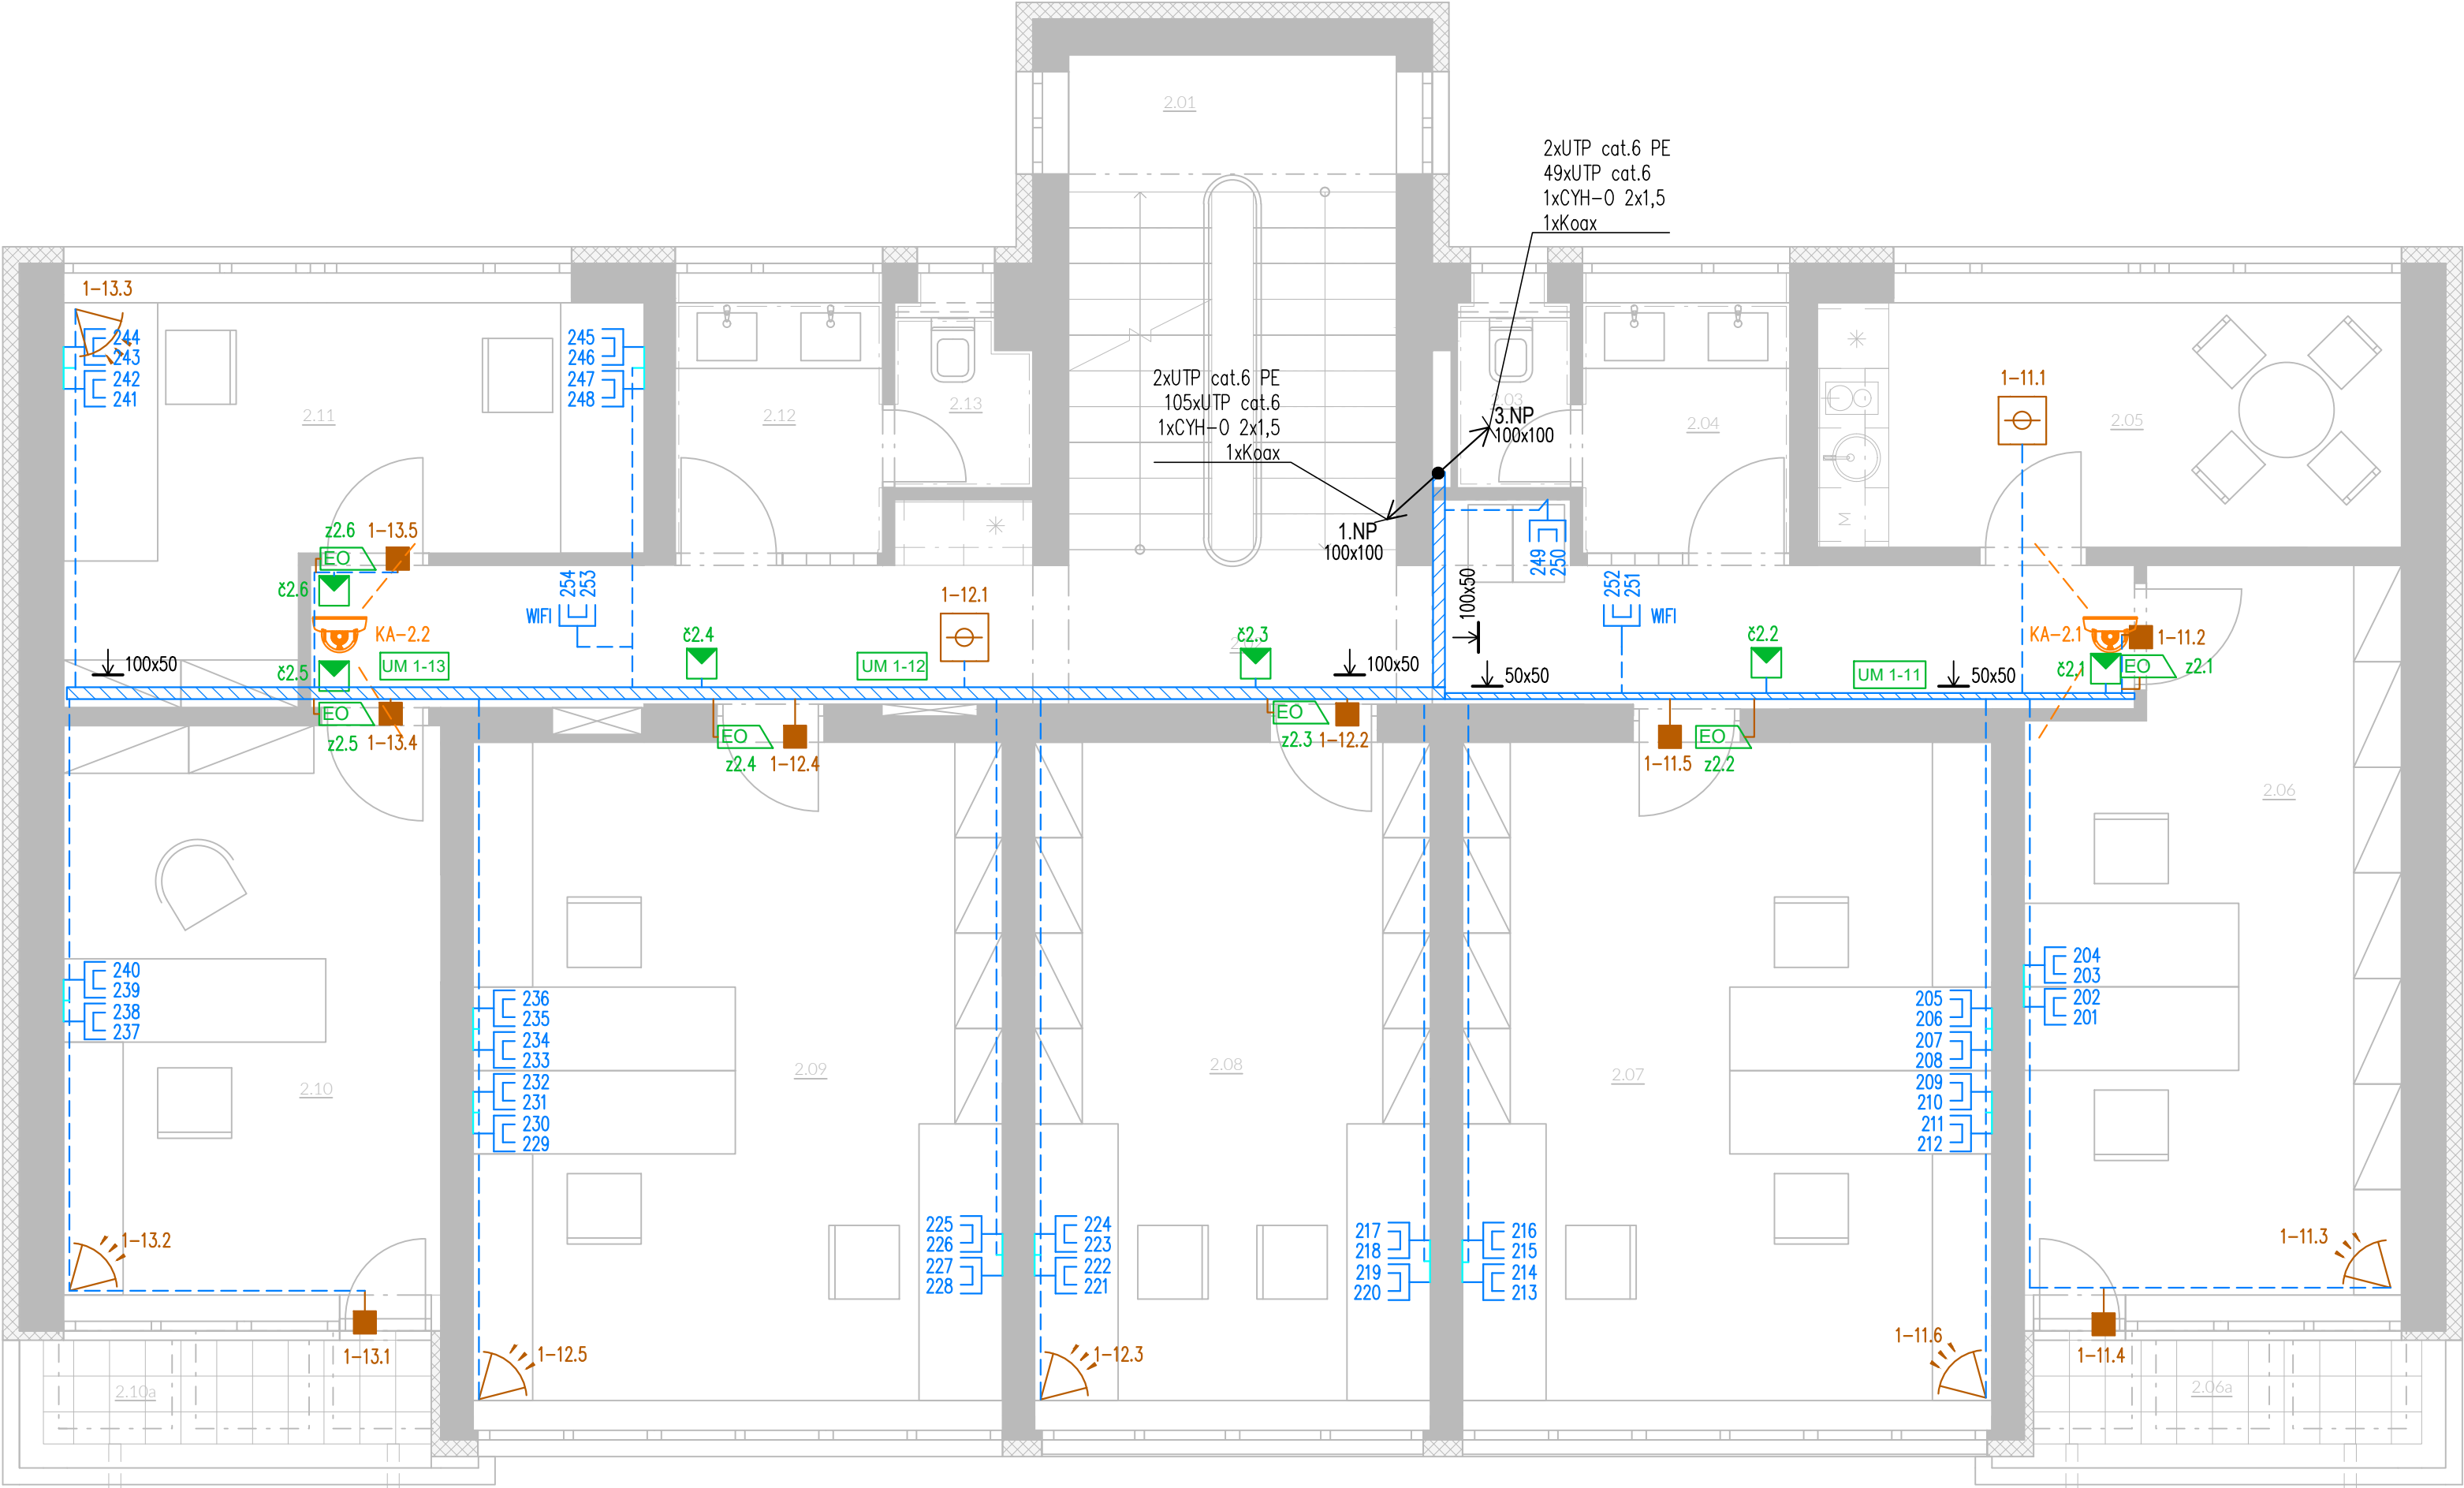 2.01
2xUTP cat.6 PE
49xUTP cat.6
1xCYH-O 2x1,5
1xKoax
2xUTP cat.6 PE
105xUTP cat.6
1xCYH-O 2x1,5
1xKoax
3.NP
100x100
1.NP
100x100
1-13.3
244
243
242
241
245
246
247
248
2.11
2.12
2.13
2.03
2.04
1-11.1
2.05
M
z2.6
1-13.5
EO
č2.6
KA-2.2
č2.5
UM 1-13
EO
z2.5
1-13.4
100x50
WIFI
254
253
č2.4
UM 1-12
1-12.1
č2.3
2.02
100x50
100x50
249
250
252
251
WIFI
50x50
č2.2
UM 1-11
50x50
KA-2.1
č2.1
1-11.2
EO
z2.1
EO
z2.4
1-12.4
EO
z2.3
1-12.2
1-11.5
EO
z2.2
2.06
240
239
238
237
236
235
234
233
232
231
230
229
2.10
2.09
2.08
2.07
205
206
207
208
209
210
211
212
204
203
202
201
225
226
227
228
224
223
222
221
217
218
219
220
216
215
214
213
1-13.2
1-13.1
1-12.5
1-12.3
1-11.6
1-11.3
1-11.4
2.10a
2.06a